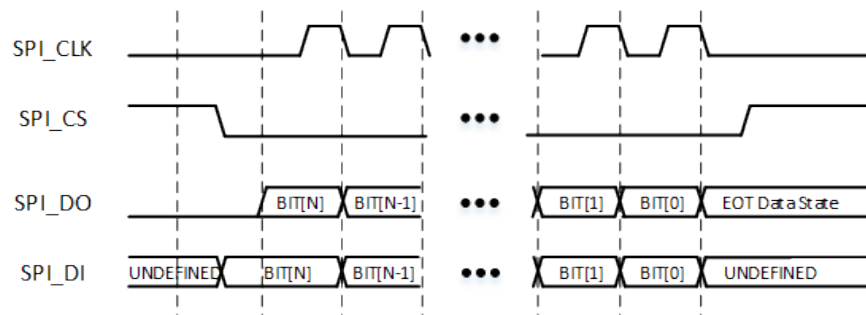 SPI_CLK
SPI_CS
SPI_DO BIT[N] BIT[N-1] BIT[1] BIT[0] EOT Data State
SPI_DI UNDEFINED BIT[N] BIT[N-1] BIT[1] BIT[0] UNDEFINED